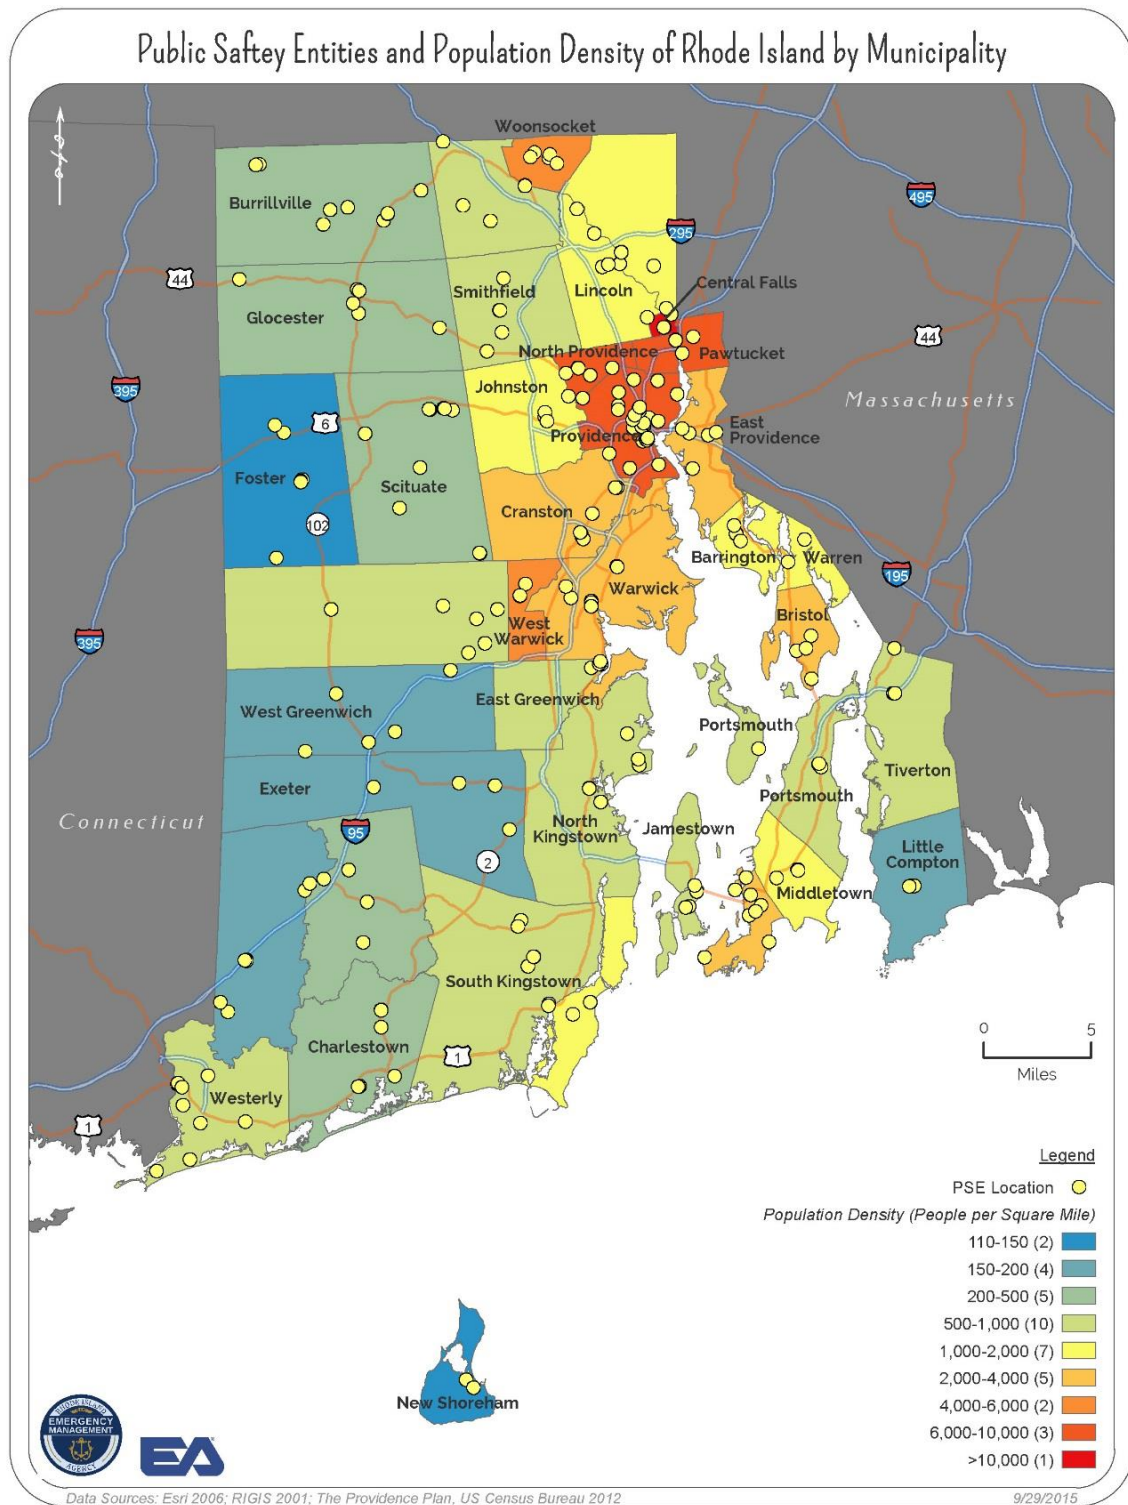 Public Saftey Entities and Population Density of Rhode Island by Municipality
Woonsocket
Burrillville
495
295
44
Smithfield
Lincoln
Central Falls
Glocester
44
North Providence
Pawtucket
395
Johnston
Massachusetts
6
East
Providence
Providence
Foster
Scituate
Cranston
102
Barrington
Warren
195
Warwick
395
West
Warwick
Bristol
East Greenwich
West Greenwich
Portsmouth
Tiverton
Exeter
Portsmouth
Connecticut
95
North
Kingstown
Jamestown
Little
Compton
2
Middletown
South Kingstown
Charlestown
1
0
5
Miles
Westerly
1
Legend
PSE Location
Population Density (People per Square Mile)
110-150 (2)
150-200 (4)
200-500 (5)
500-1,000 (10)
1,000-2,000 (7)
2,000-4,000 (5)
4,000-6,000 (2)
6,000-10,000 (3)
>10,000 (1)
New Shoreham
RHODE ISLAND
EMERGENCY
MANAGEMENT
AGENCY
EA
Data Sources: Esri 2006; RIGIS 2001; The Providence Plan, US Census Bureau 2012
9/29/2015